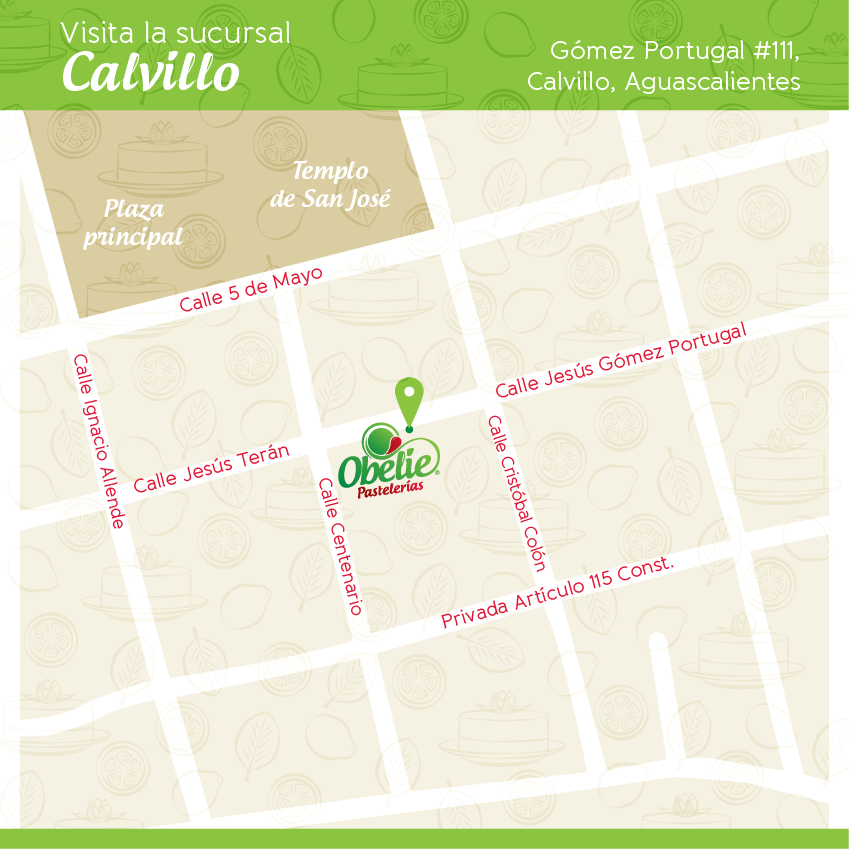 Visita la sucursal
Calvillo
Gómez Portugal #111,
Calvillo, Aguascalientes
Templo
de San José
Plaza
principal
Calle 5 de Mayo
Calle Ignacio Allende
Calle Jesús Gómez Portugal
Calle Jesús Terán
Obelie®
Pastelerías
Calle Cristóbal Colón
Calle Centenario
Privada Artículo 115 Const.